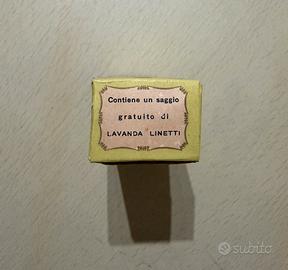 Contiene un saggio
gratuito di
LAVANDA LINETTI
subito